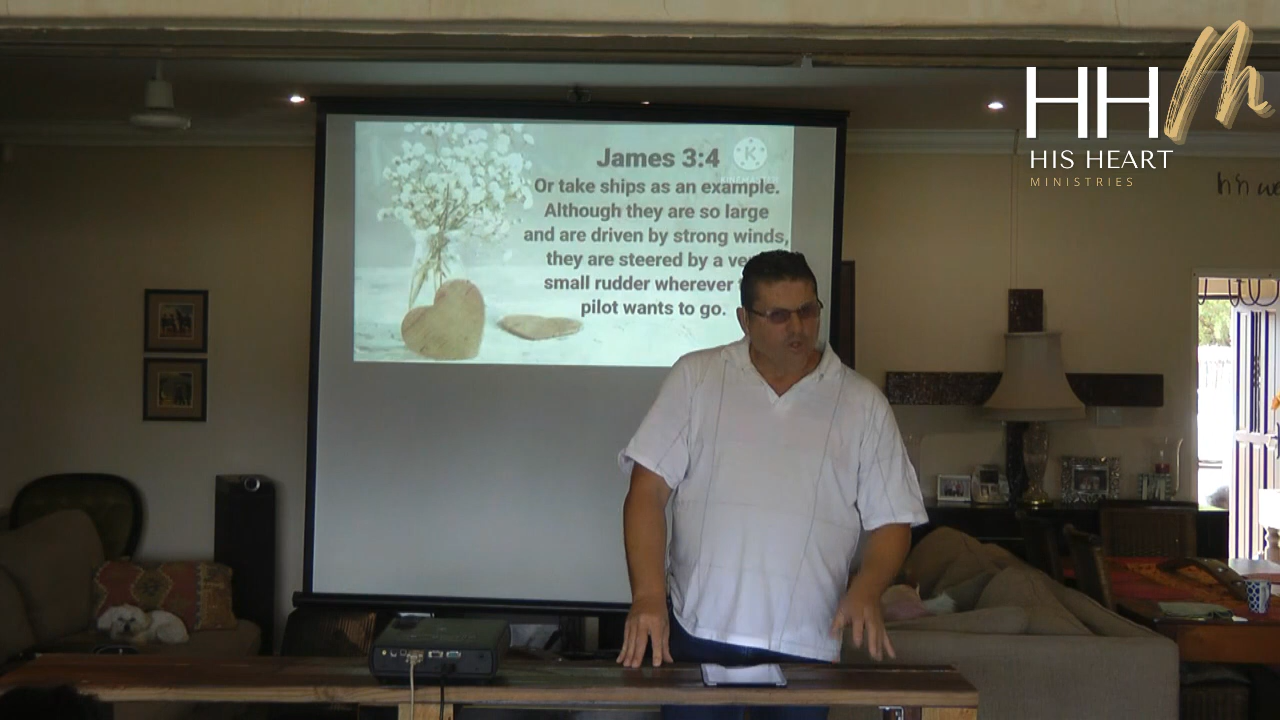 James 3:4
Or take ships as an example.
Although they are so large
and are driven by strong winds,
they are steered by a
small rudder wherever
pilot wants to go.
KINEMASTER
HH
HIS HEART
MINISTRIES